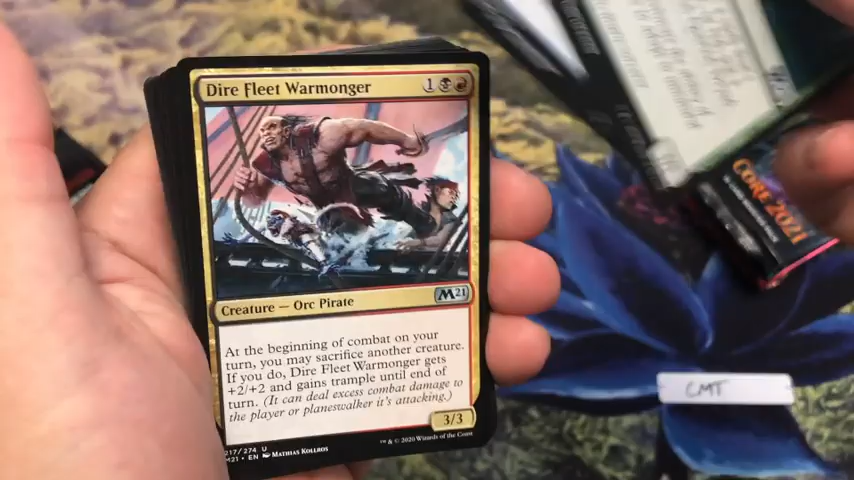 Dire Fleet Warmonger 1
Creature — Orc Pirate M21
At the beginning of combat on your
turn, you may sacrifice another creature.
If you do, Dire Fleet Warmonger gets
+2/+2 and gains trample until end of
turn. (It can deal excess combat damage to
the player or planeswalker it's attacking.)
3/3
217/274 U
M21 • EN MATHIAS KOLLROS
™ & © 2020 Wizards of the Coast
CORE 2021
CMT